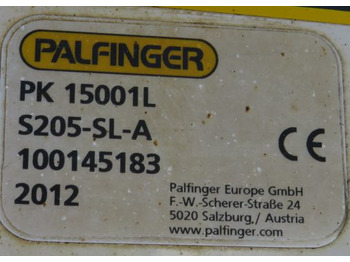 PALFINGER
PK 15001L
S205-SL-A
100145183
2012
CE
Palfinger Europe GmbH
F.-W.-Scherer-Straße 24
5020 Salzburg,/ Austria
www.palfinger.com